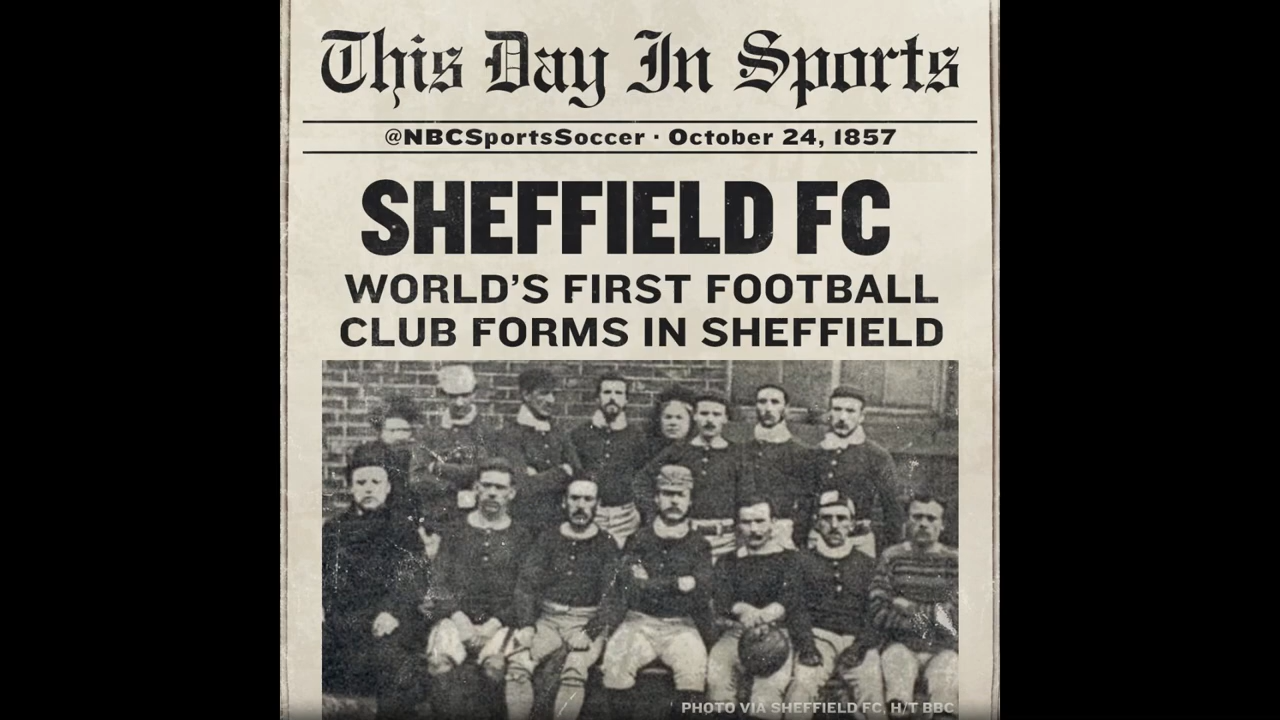 This Day In Sports
@NBCSportsSoccer · October 24, 1857
SHEFFIELD FC
WORLD'S FIRST FOOTBALL
CLUB FORMS IN SHEFFIELD
PHOTO VIA SHEFFIELD FC, H/T BBC